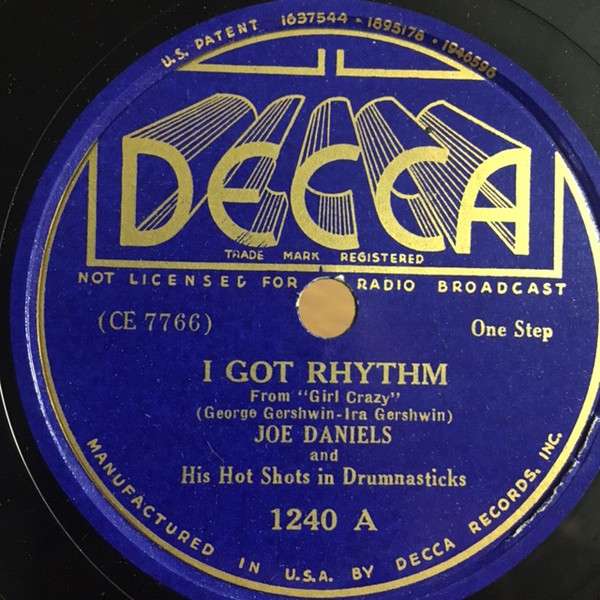 U.S. PATENT 1637544 - 1895178 - 1946596
DECCA
TRADE MARK REGISTERED
NOT LICENSED FOR RADIO BROADCAST
(CE 7766)
One Step
I GOT RHYTHM
From "Girl Crazy"
(George Gershwin-Ira Gershwin)
JOE DANIELS
and
His Hot Shots in Drumnasticks
1240 A
MANUFACTURED IN U.S.A. BY DECCA RECORDS, INC.